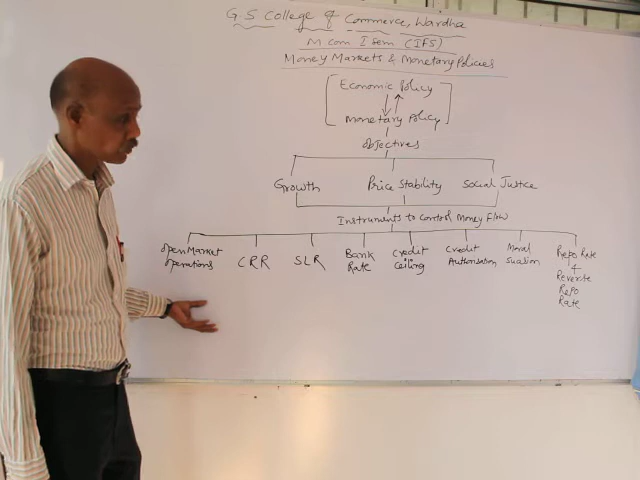 G S College of Commerce, Wardha
M com I Sem (IFS)
Money Markets & Monetary Policies
Economic Policy
Monetary Policy
objectives
Growth Price Stability Social Justice
Instruments to control Money Flow
Open Market
operations
CRR
SLR
Bank
Rate
Credit
Ceiling
Credit
Authorisation
Moral
Suasion
Repo Rate
&
Reverse
Repo
Rate